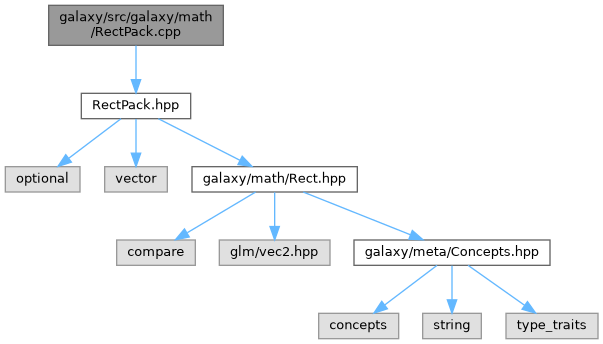 galaxy/src/galaxy/math
/RectPack.cpp
RectPack.hpp
optional
vector
galaxy/math/Rect.hpp
compare
glm/vec2.hpp
galaxy/meta/Concepts.hpp
concepts
string
type_traits